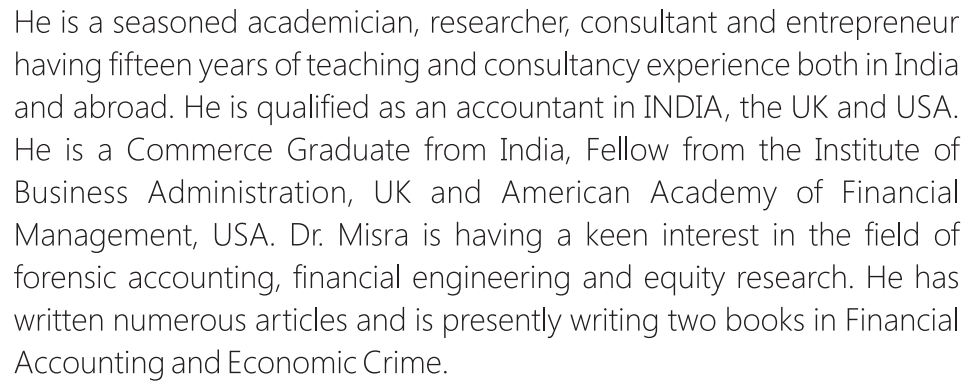 He is a seasoned academician, researcher, consultant and entrepreneur
having fifteen years of teaching and consultancy experience both in India
and abroad. He is qualified as an accountant in INDIA, the UK and USA.
He is a Commerce Graduate from India, Fellow from the Institute of
Business Administration, UK and American Academy of Financial
Management, USA. Dr. Misra is having a keen interest in the field of
forensic accounting, financial engineering and equity research. He has
written numerous articles and is presently writing two books in Financial
Accounting and Economic Crime.